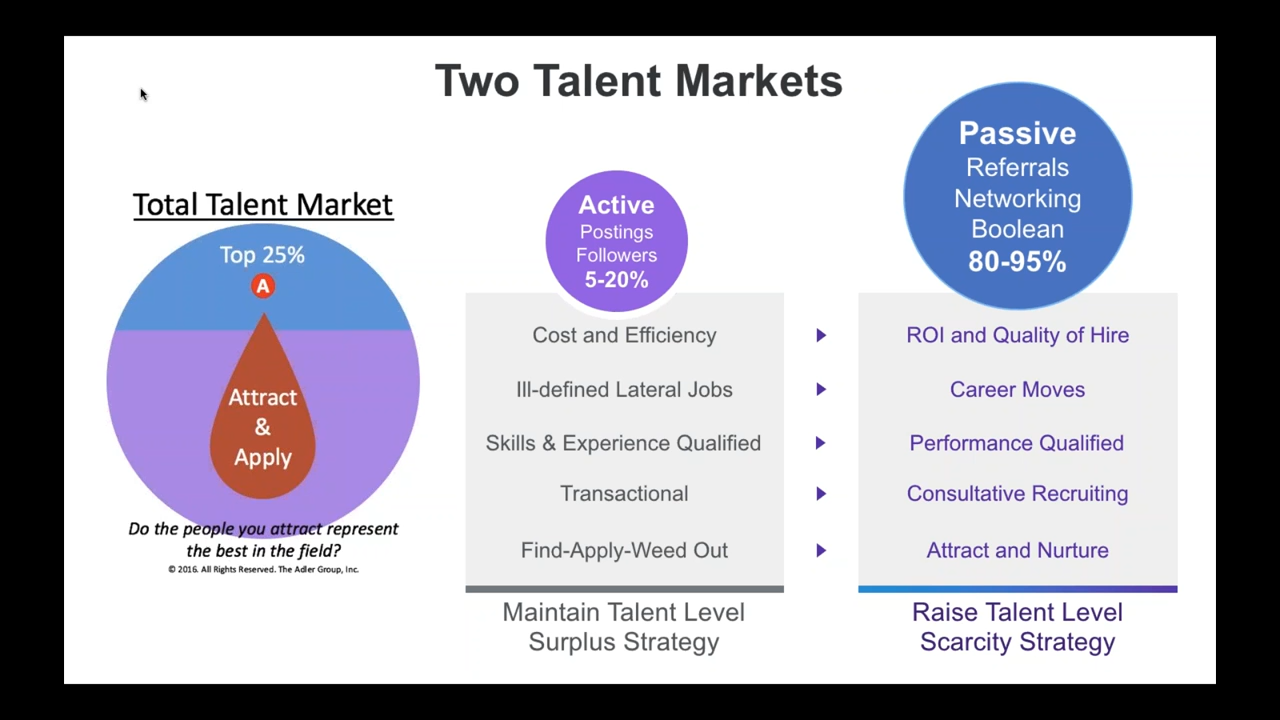 Two Talent Markets
Total Talent Market
Top 25%
A
Attract
&
Apply
Do the people you attract represent
the best in the field?
© 2016. All Rights Reserved. The Adler Group, Inc.
Active
Postings
Followers
5-20%
Cost and Efficiency
Ill-defined Lateral Jobs
Skills & Experience Qualified
Transactional
Find-Apply-Weed Out
Maintain Talent Level
Surplus Strategy
Passive
Referrals
Networking
Boolean
80-95%
ROI and Quality of Hire
Career Moves
Performance Qualified
Consultative Recruiting
Attract and Nurture
Raise Talent Level
Scarcity Strategy